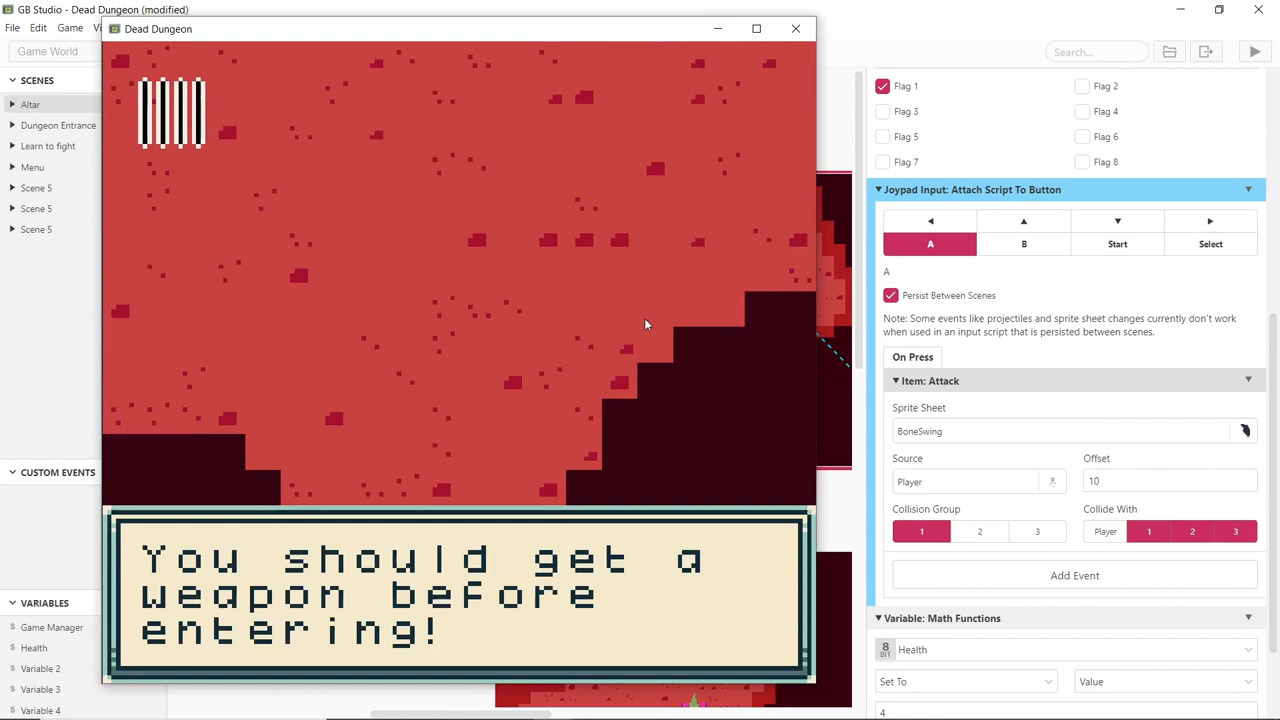 GB Studio - Dead Dungeon (modified)
File
Edit
Game
Dead Dungeon
Game World
Search...
SCENES
Altar
Dungeon Entrance
Learn to fight
Menu
Scene 5
Scene 5
Scene 5
CUSTOM EVENTS
VARIABLES
S Game Manager
S Health
S Variable 2
S Variable 3
S Variable 4
You should get a
weapon before
entering!
Flag 1
Flag 2
Flag 3
Flag 4
Flag 5
Flag 6
Flag 7
Flag 8
Joypad Input: Attach Script To Button
A B Start Select
A
Persist Between Scenes
Note: Some events like projectiles and sprite sheet changes currently don't work
when used in an input script that is persisted between scenes.
On Press
Item: Attack
Sprite Sheet
BoneSwing
Source
Offset
Player
10
Collision Group
Collide With
1 2 3
Player 1 2 3
Add Event
Variable: Math Functions
8 BIT Health
Set To
Value
4